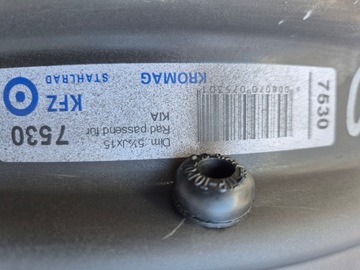 KROMAG
STAHLRAD
KFZ
7530
Dim. 5½Jx15
Rad passend für
KIA
7530